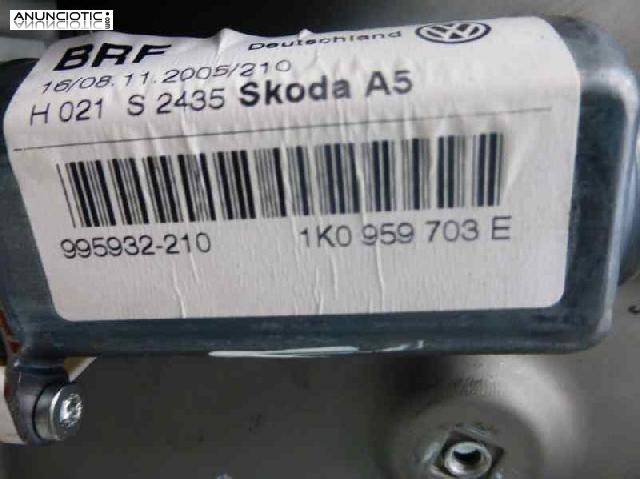 ANUNCIOTIC.COM
BRF Deutschland
16/08.11.2005/210
H 021 S 2435 Skoda A5
995932-210 1K0 959 703 E